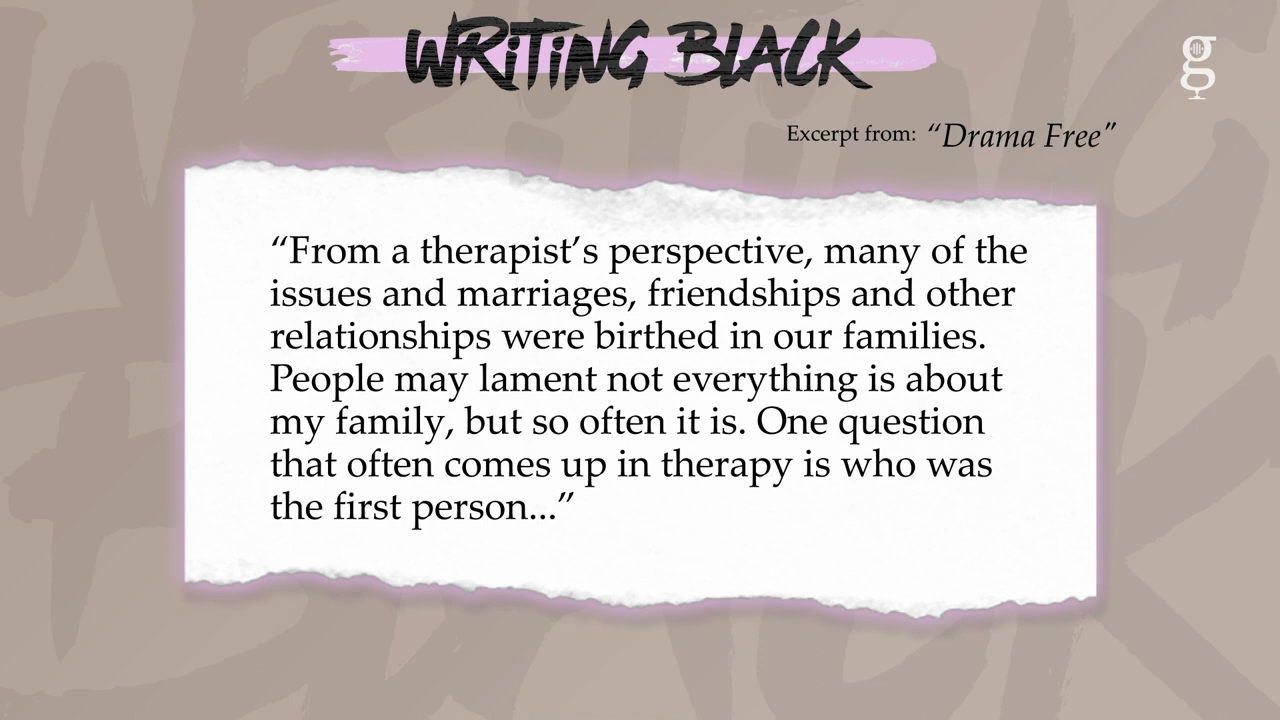 WRiTiNG BLACK
g
Excerpt from: “Drama Free”
“From a therapist’s perspective, many of the
issues and marriages, friendships and other
relationships were birthed in our families.
People may lament not everything is about
my family, but so often it is. One question
that often comes up in therapy is who was
the first person...”